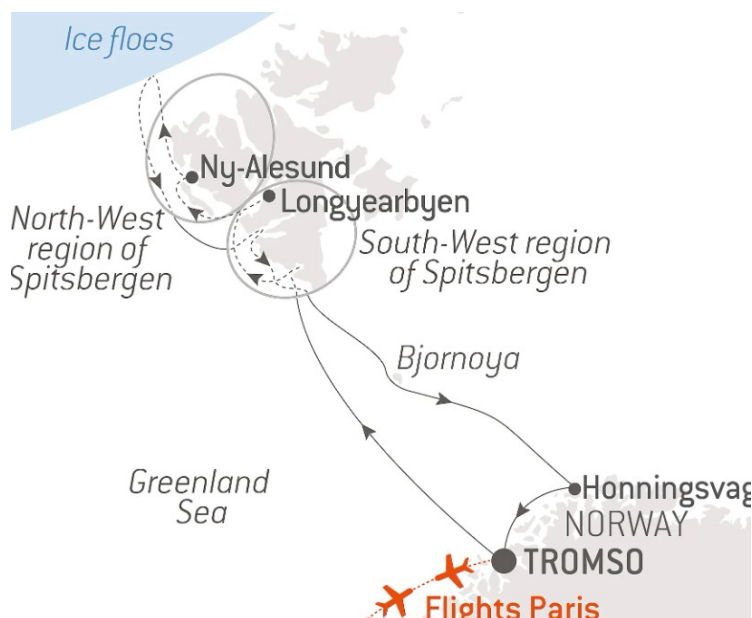 Ice floes
Ny-Alesund
Longyearbyen
North-West
region of
Spitsbergen
South-West region
of Spitsbergen
Bjornoya
Greenland
Sea
Honningsvag
NORWAY
TROMSO
Flights Paris